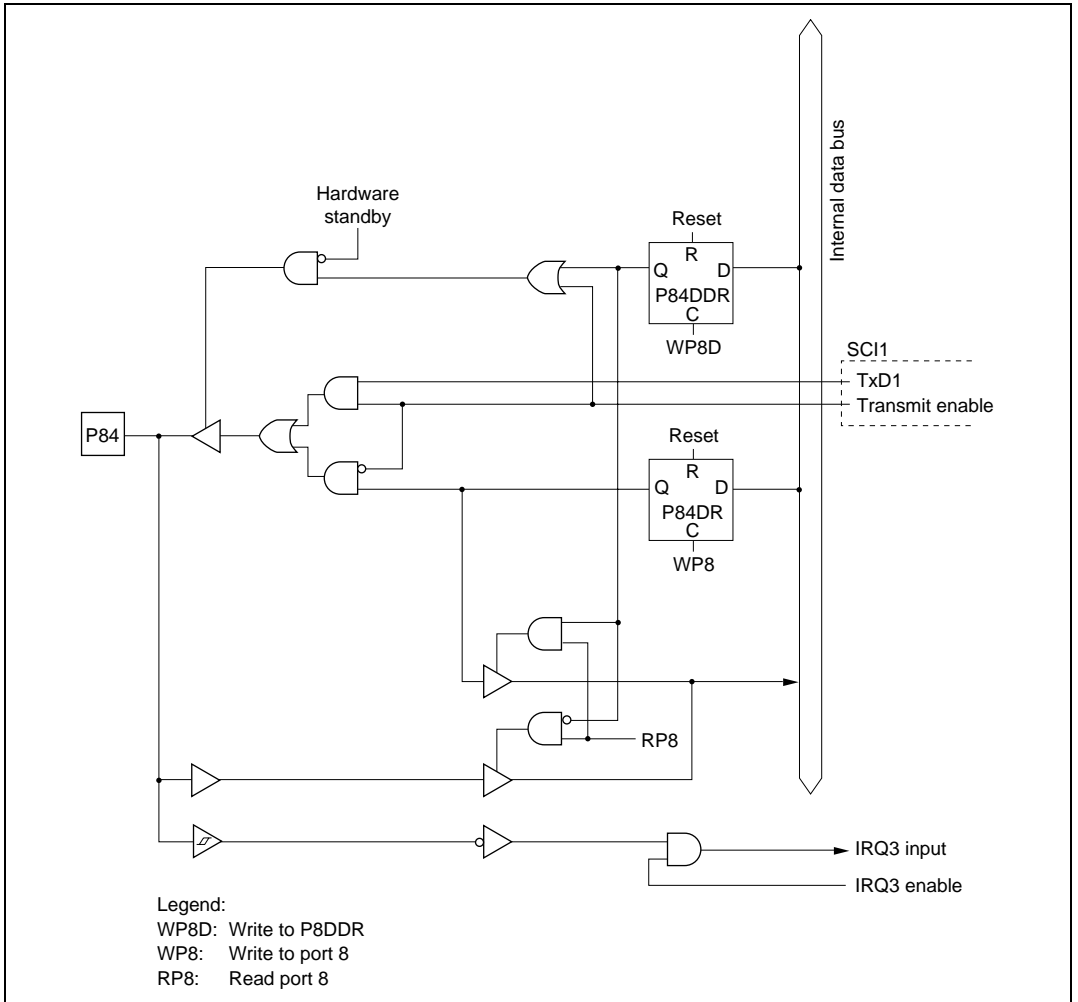 Hardware
standby
Reset
R
Q D
P84DDR
C
WP8D
Internal data bus
SCI1
TxD1
Transmit enable
P84
Reset
R
Q D
P84DR
C
WP8
RP8
IRQ3 input
IRQ3 enable
Legend:
WP8D: Write to P8DDR
WP8: Write to port 8
RP8: Read port 8